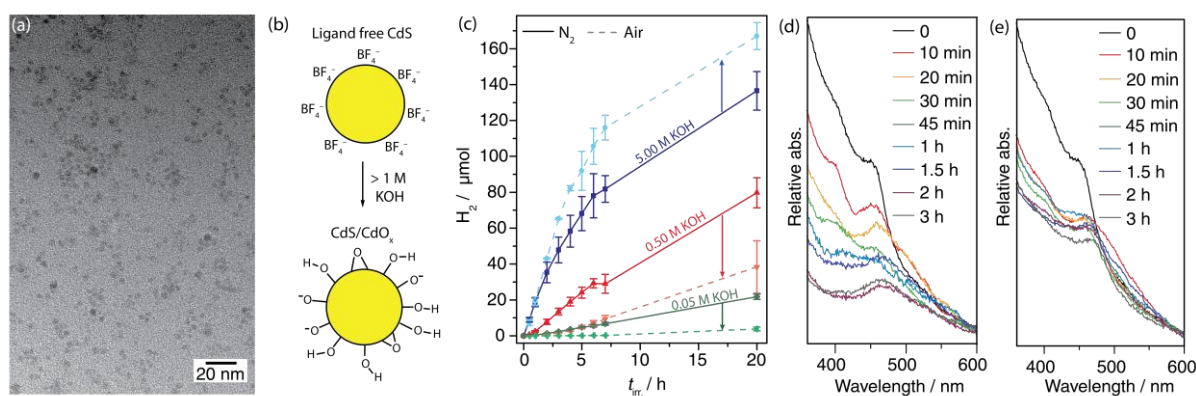 (a)
20 nm
(b)
Ligand free CdS
BF₄⁻
BF₄⁻
BF₄⁻
BF₄⁻
BF₄⁻
BF₄⁻
BF₄⁻
> 1 M
KOH
CdS/CdOₓ
O
H
O
O⁻
⁻O
O
H
⁻O
O
H
H
O
O
O
H
O
H
(c)
N₂
Air
160
140
120
100
80
60
40
20
0
H₂ / μmol
5.00 M KOH
0.50 M KOH
0.05 M KOH
0
5
10
15
20
t irr. / h
(d)
0
10 min
20 min
30 min
45 min
1 h
1.5 h
2 h
3 h
Relative abs.
400
500
600
Wavelength / nm
(e)
0
10 min
20 min
30 min
45 min
1 h
1.5 h
2 h
3 h
Relative abs.
400
500
600
Wavelength / nm